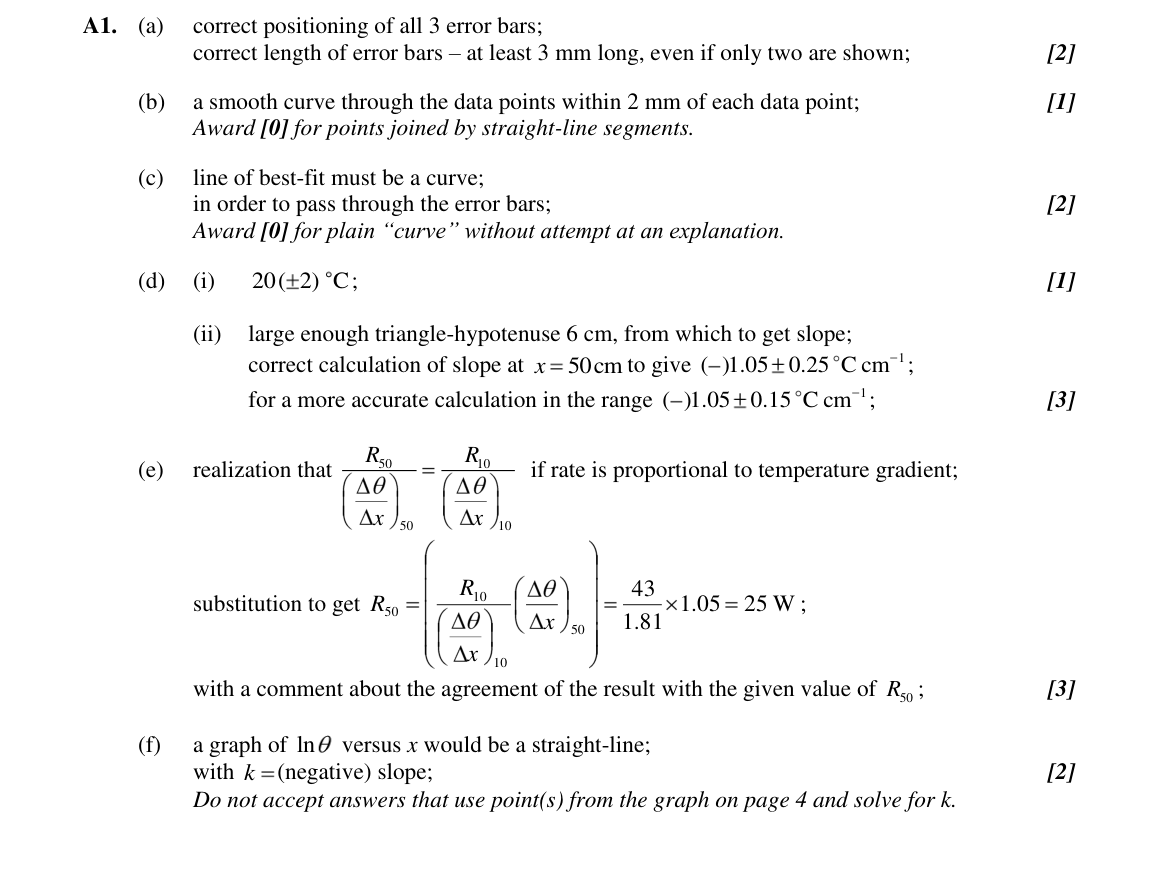 A1. (a) correct positioning of all 3 error bars;
correct length of error bars – at least 3 mm long, even if only two are shown; [2]
(b) a smooth curve through the data points within 2 mm of each data point; [1]
Award [0] for points joined by straight-line segments.
(c) line of best-fit must be a curve;
in order to pass through the error bars; [2]
Award [0] for plain “curve” without attempt at an explanation.
(d) (i) 20(±2) °C; [1]
(ii) large enough triangle-hypotenuse 6 cm, from which to get slope;
correct calculation of slope at x = 50cm to give (−)1.05 ± 0.25 °C cm⁻¹;
for a more accurate calculation in the range (−)1.05 ± 0.15 °C cm⁻¹; [3]
(e) realization that R₅₀ / (Δθ/Δx)₅₀ = R₁₀ / (Δθ/Δx)₁₀ if rate is proportional to temperature gradient;
substitution to get R₅₀ = (R₁₀ / (Δθ/Δx)₁₀ (Δθ/Δx)₅₀) = 43/1.81 × 1.05 = 25 W ;
with a comment about the agreement of the result with the given value of R₅₀ ; [3]
(f) a graph of lnθ versus x would be a straight-line;
with k = (negative) slope; [2]
Do not accept answers that use point(s) from the graph on page 4 and solve for k.